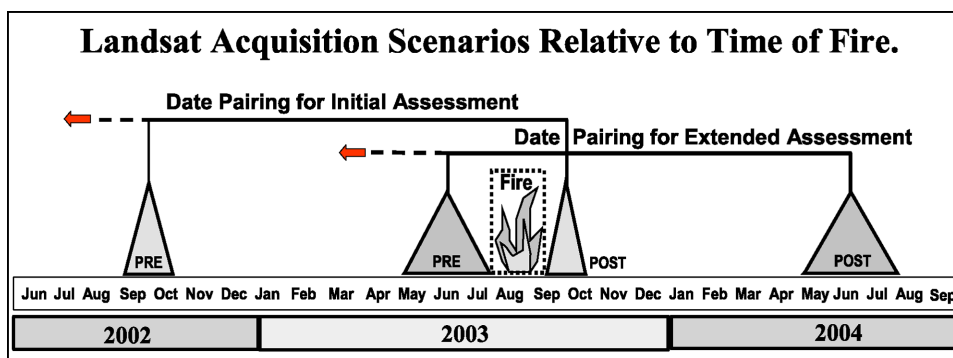 Landsat Acquisition Scenarios Relative to Time of Fire.
Date Pairing for Initial Assessment
Date Pairing for Extended Assessment
Fire
PRE
PRE
POST
POST
Jun Jul Aug Sep Oct Nov Dec Jan Feb Mar Apr May Jun Jul Aug Sep Oct Nov Dec Jan Feb Mar Apr May Jun Jul Aug Sep
2002 2003 2004